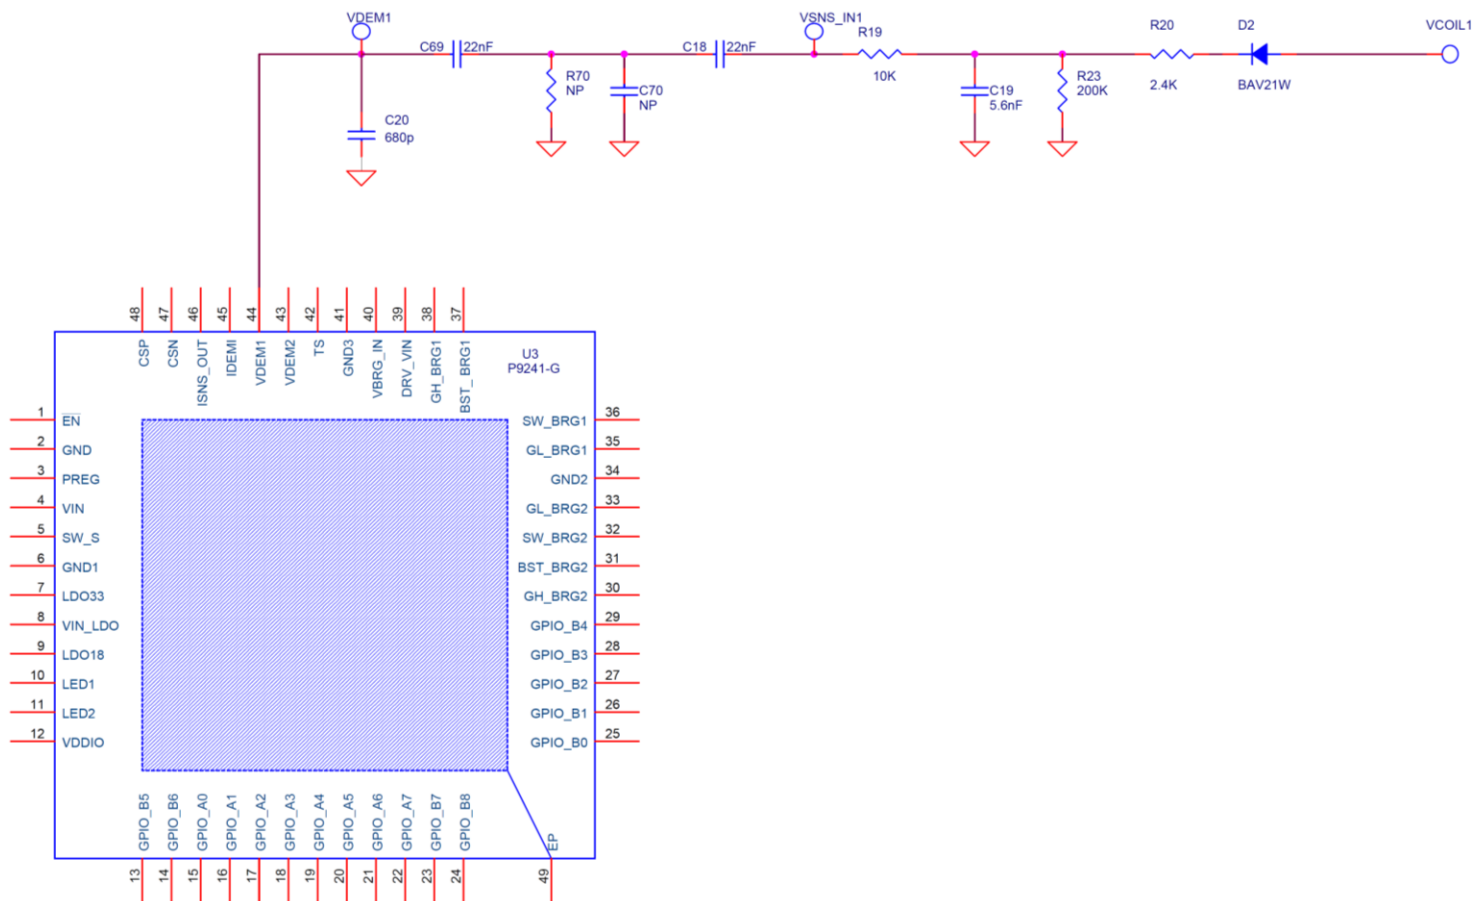 VDEM1
VSNS_IN1
VCOIL1
C69
22nF
C18
22nF
R19
10K
R20
2.4K
D2
BAV21W
R70
NP
C70
NP
C19
5.6nF
R23
200K
C20
680p
48
47
46
45
44
43
42
41
40
39
38
37
CSP
CSN
ISNS_OUT
IDEMI
VDEM1
VDEM2
TS
GND3
VBRG_IN
DRV_VIN
GH_BRG1
BST_ BRG1
U3
P9241-G
1 EN
2 GND
3 PREG
4 VIN
5 SW_S
6 GND1
7 LDO33
8 VIN_LDO
9 LDO18
10 LED1
11 LED2
12 VDDIO
SW_BRG1 36
GL_BRG1 35
GND2 34
GL_BRG2 33
SW_BRG2 32
BST_BRG2 31
GH_BRG2 30
GPIO_B4 29
GPIO_B3 28
GPIO_B2 27
GPIO_B1 26
GPIO_B0 25
GPIO_B5
GPIO_B6
GPIO_A0
GPIO_A1
GPIO_A2
GPIO_A3
GPIO_A4
GPIO_A5
GPIO_A6
GPIO_A7
GPIO_B7
GPIO_B8
EP
13
14
15
16
17
18
19
20
21
22
23
24
49